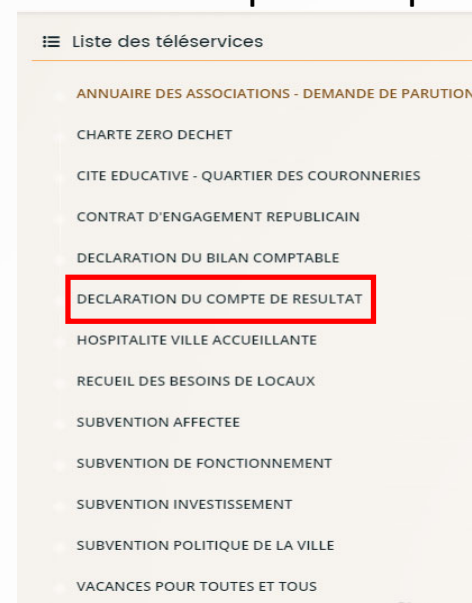 Liste des téléservices
ANNUAIRE DES ASSOCIATIONS - DEMANDE DE PARUTION
CHARTE ZERO DECHET
CITE EDUCATIVE - QUARTIER DES COURONNERIES
CONTRAT D'ENGAGEMENT REPUBLICAIN
DECLARATION DU BILAN COMPTABLE
DECLARATION DU COMPTE DE RESULTAT
HOSPITALITE VILLE ACCUEILLANTE
RECUEIL DES BESOINS DE LOCAUX
SUBVENTION AFFECTEE
SUBVENTION DE FONCTIONNEMENT
SUBVENTION INVESTISSEMENT
SUBVENTION POLITIQUE DE LA VILLE
VACANCES POUR TOUTES ET TOUS